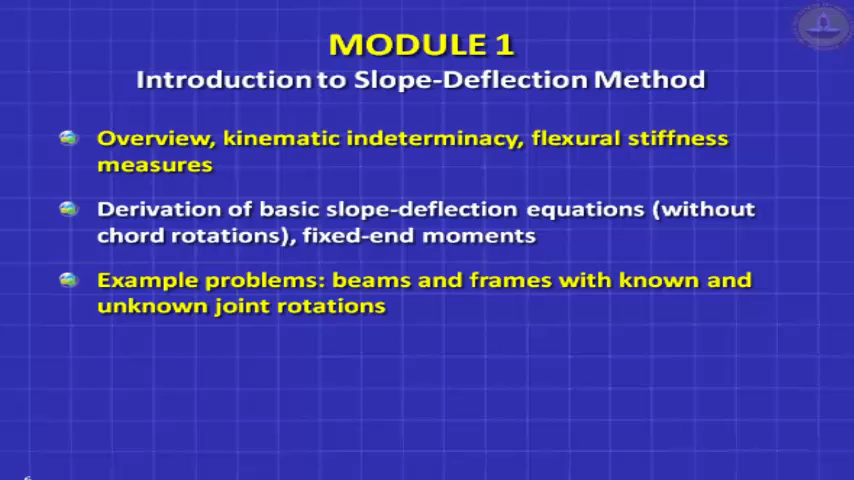 MODULE 1
Introduction to Slope-Deflection Method
Overview, kinematic indeterminacy, flexural stiffness
measures
Derivation of basic slope-deflection equations (without
chord rotations), fixed-end moments
Example problems: beams and frames with known and
unknown joint rotations